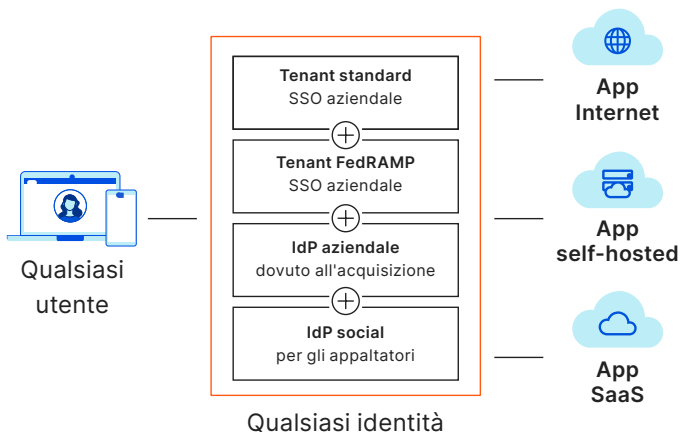 Qualsiasi
utente
Tenant standard
SSO aziendale
Tenant FedRAMP
SSO aziendale
IdP aziendale
dovuto all'acquisizione
IdP social
per gli appaltatori
Qualsiasi identità
App
Internet
App
self-hosted
App
SaaS